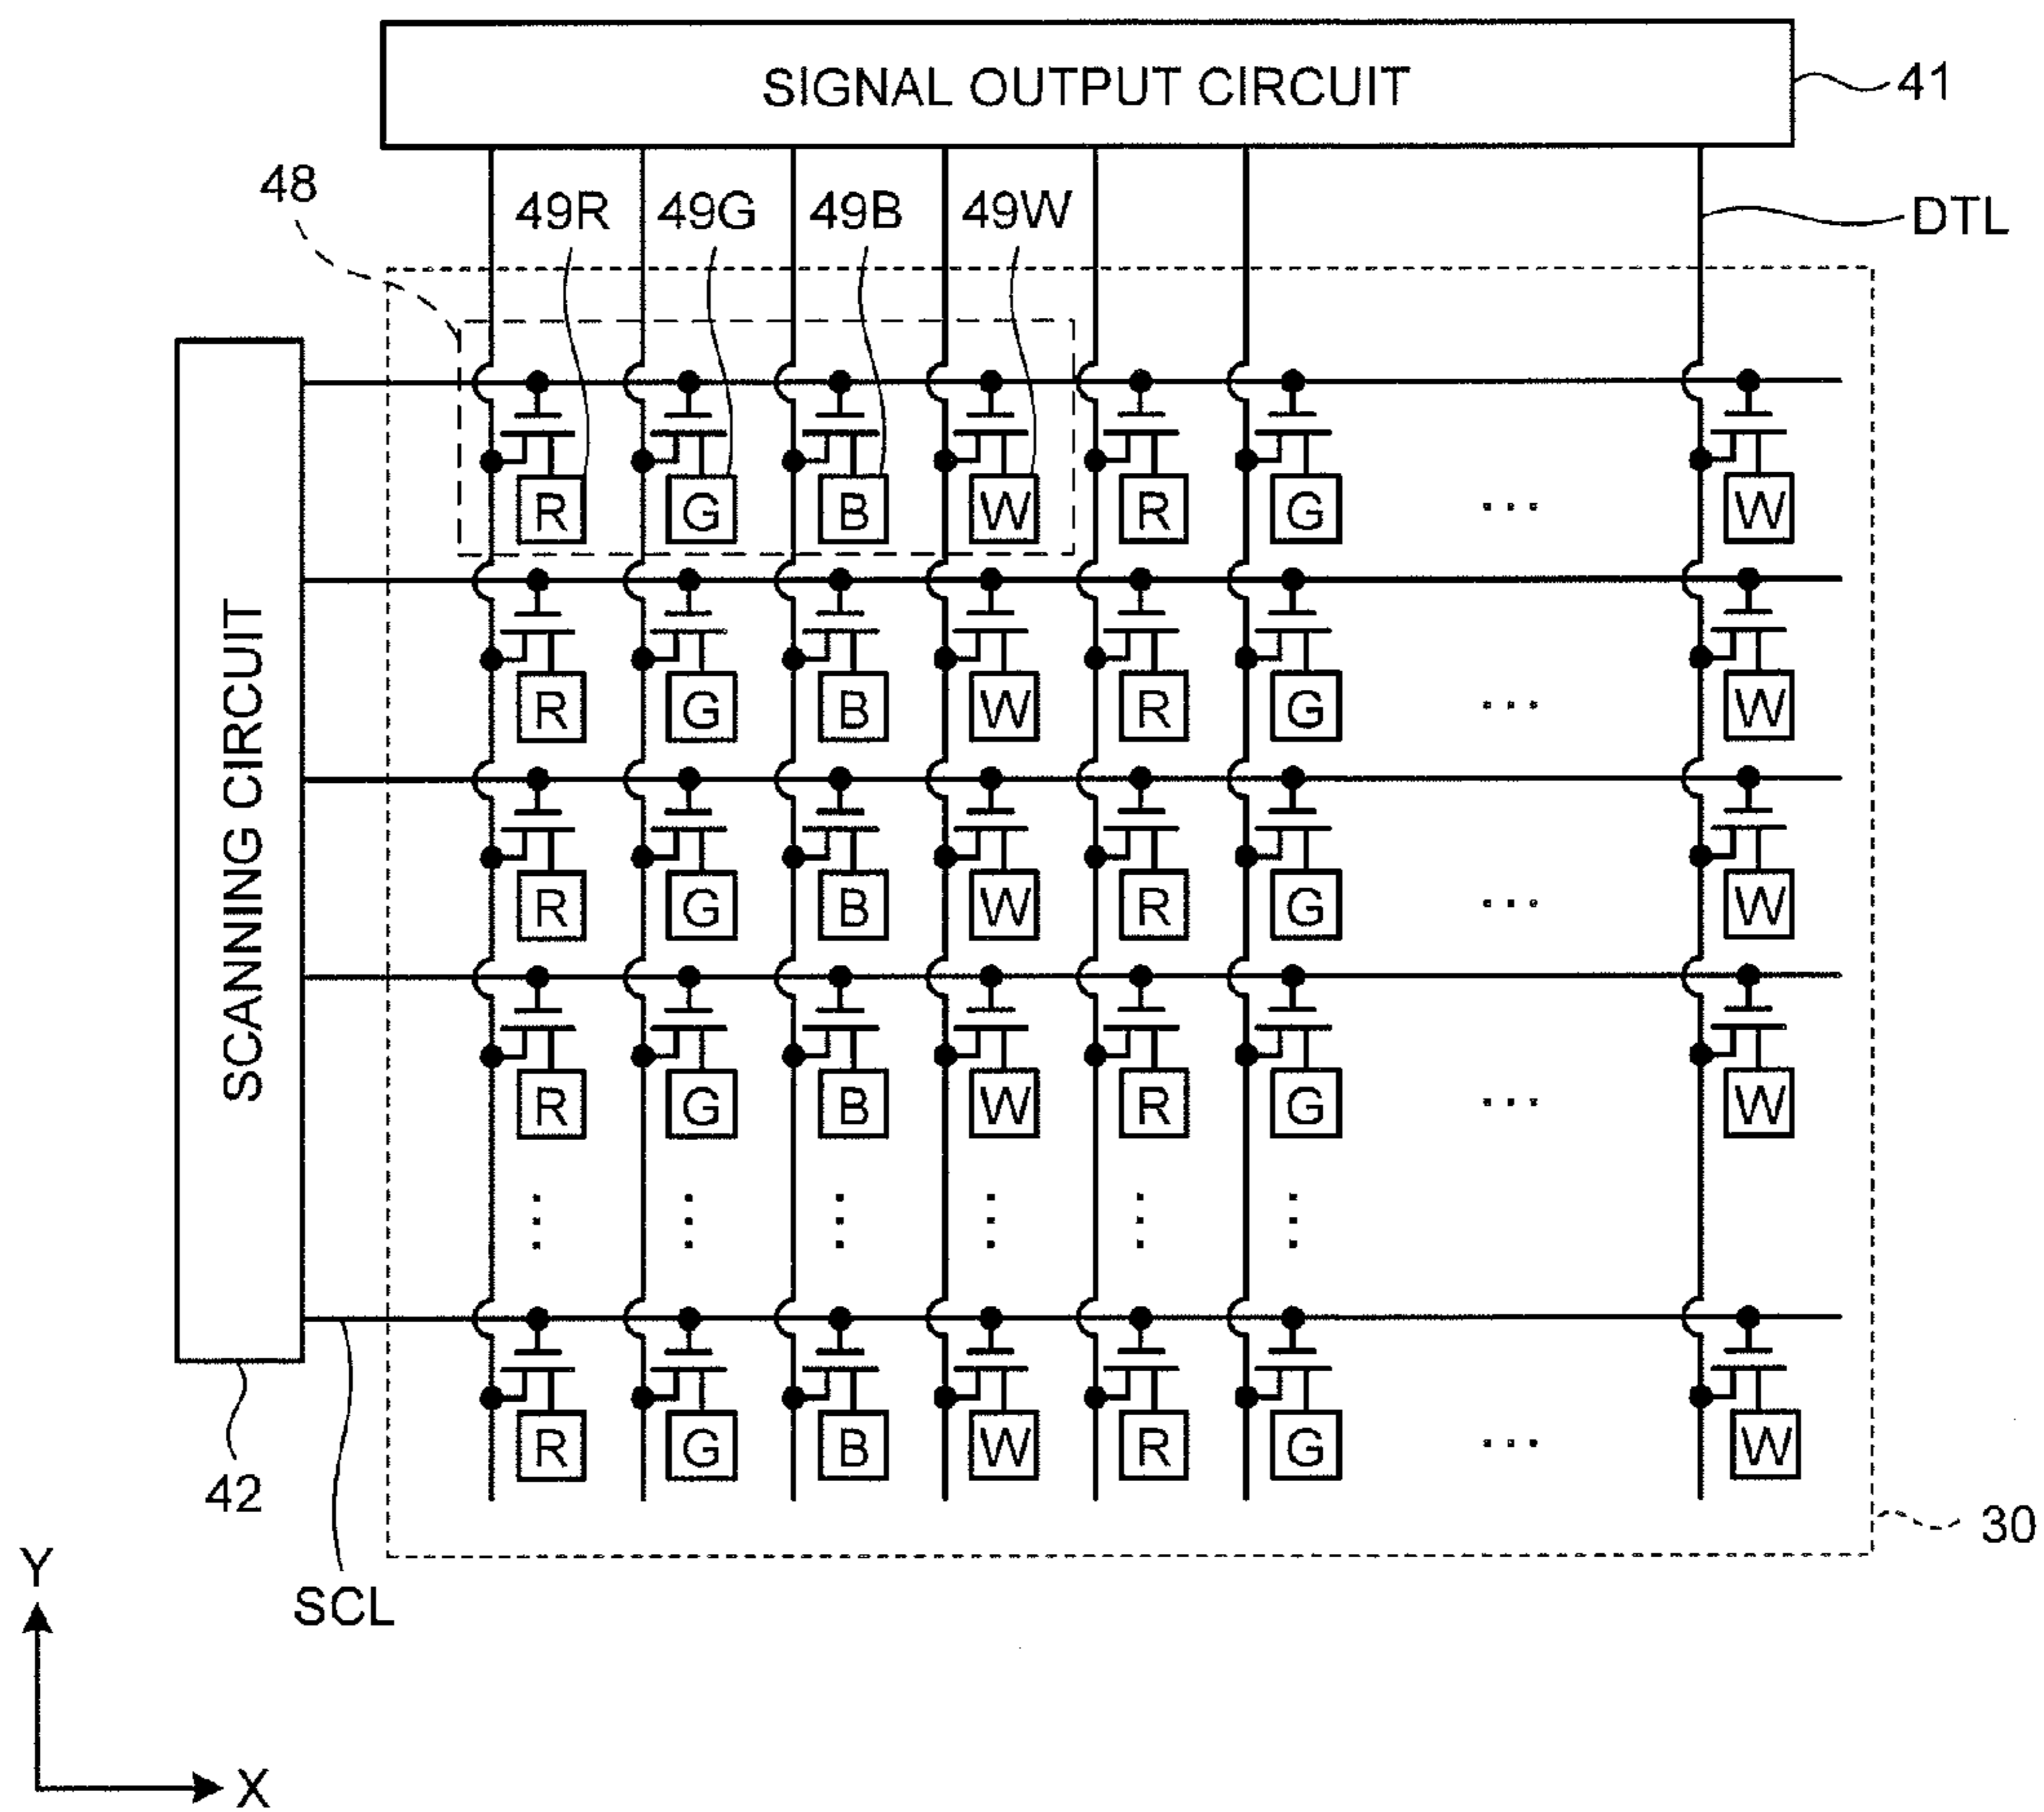 SIGNAL OUTPUT CIRCUIT
41
48
49R 49G 49B 49W
DTL
SCANNING CIRCUIT
R G B W R G ... W
R G B W R G ... W
R G B W R G ... W
R G B W R G ... W
R G B W R G ... W
42
30
SCL
Y
X